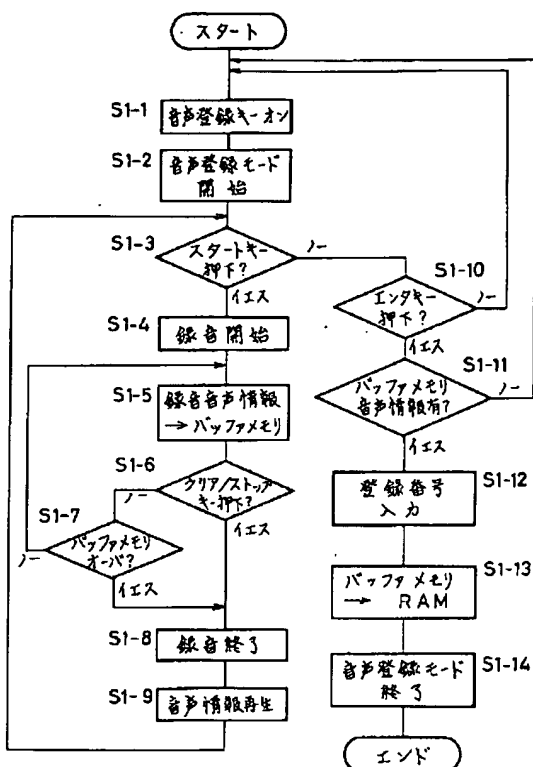 スタート
S1-1
音声登録キーオン
S1-2
音声登録モード
開始
S1-3
スタートキー
押下?
ノー
イエス
S1-4
録音開始
S1-5
録音音声情報
→バッファメモリ
S1-6
クリア/ストップ
キー押下?
ノー
イエス
S1-7
バッファメモリ
オーバ?
ノー
イエス
S1-8
録音終了
S1-9
音声情報再生
S1-10
エンタキー
押下?
ノー
イエス
S1-11
バッファメモリ
音声情報有?
ノー
イエス
S1-12
登録番号
入力
S1-13
バッファメモリ
→ RAM
S1-14
音声登録モード
終了
エンド